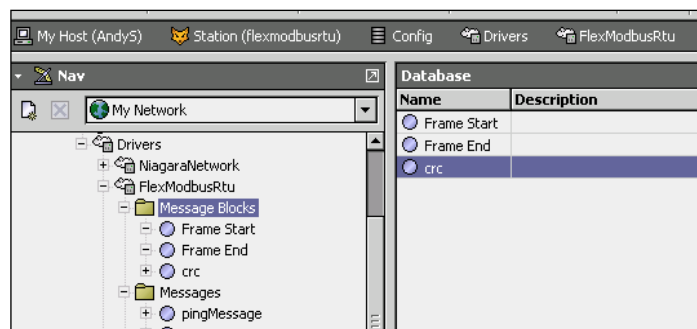 My Host (AndyS) Station (flexmodbusrtu) Config Drivers FlexModbusRtu
Nav
My Network
Drivers
NiagaraNetwork
FlexModbusRtu
Message Blocks
Frame Start
Frame End
crc
Messages
pingMessage
Database
Name Description
Frame Start
Frame End
crc